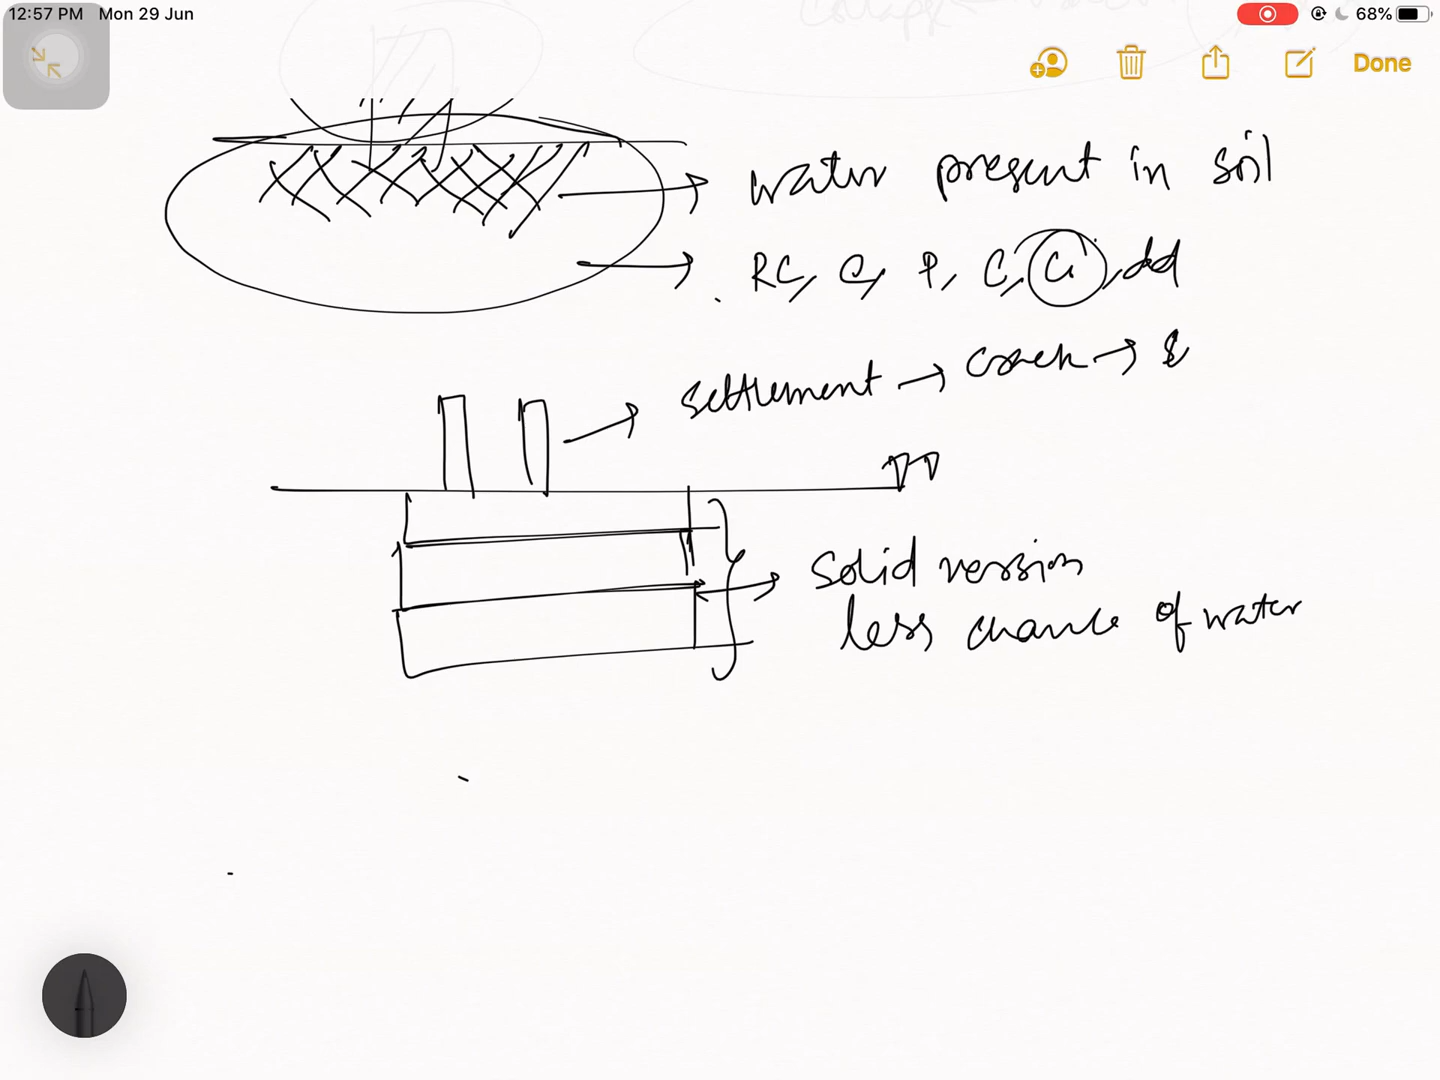 12:57 PM Mon 29 Jun
68%
Done
water present in soil
RC, C, P, C, Ci, dd
settlement → crack →
solid version
less chance of water